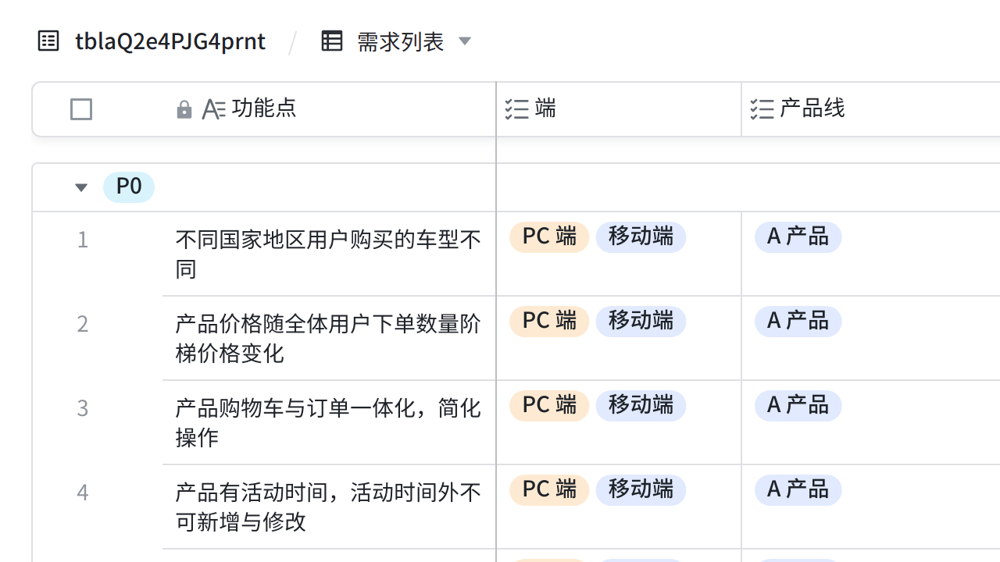 tblaQ2e4PJG4prnt / 需求列表
功能点 端 产品线
P0
1 不同国家地区用户购买的车型不 PC 端 移动端 A 产品
同
2 产品价格随全体用户下单数量阶 PC 端 移动端 A 产品
梯价格变化
3 产品购物车与订单一体化，简化 PC 端 移动端 A 产品
操作
4 产品有活动时间，活动时间外不 PC 端 移动端 A 产品
可新增与修改